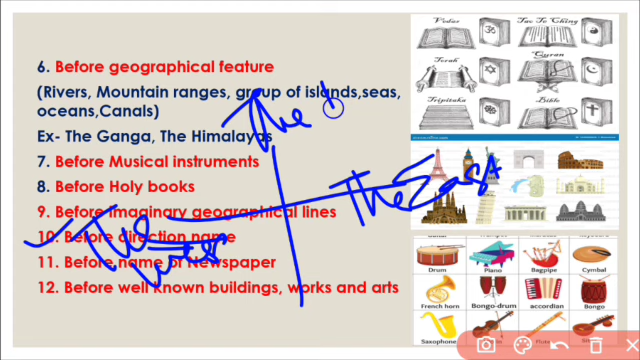 6. Before geographical feature
(Rivers, Mountain ranges, group of islands,seas,
oceans,Canals)
Ex- The Ganga, The Himalayas
7. Before Musical instruments
8. Before Holy books
9. Before Imaginary geographical lines
10. Before direction name
11. Before name of Newspaper
12. Before well known buildings, works and arts
The
The East
The
Vedas
Tao Te Ching
Torah
Quran
Tripitaka
Bible
Drum
Piano
Bagpipe
Cymbal
French horn
Bongo-drum
accordian
Bongo
Saxophone
Flute